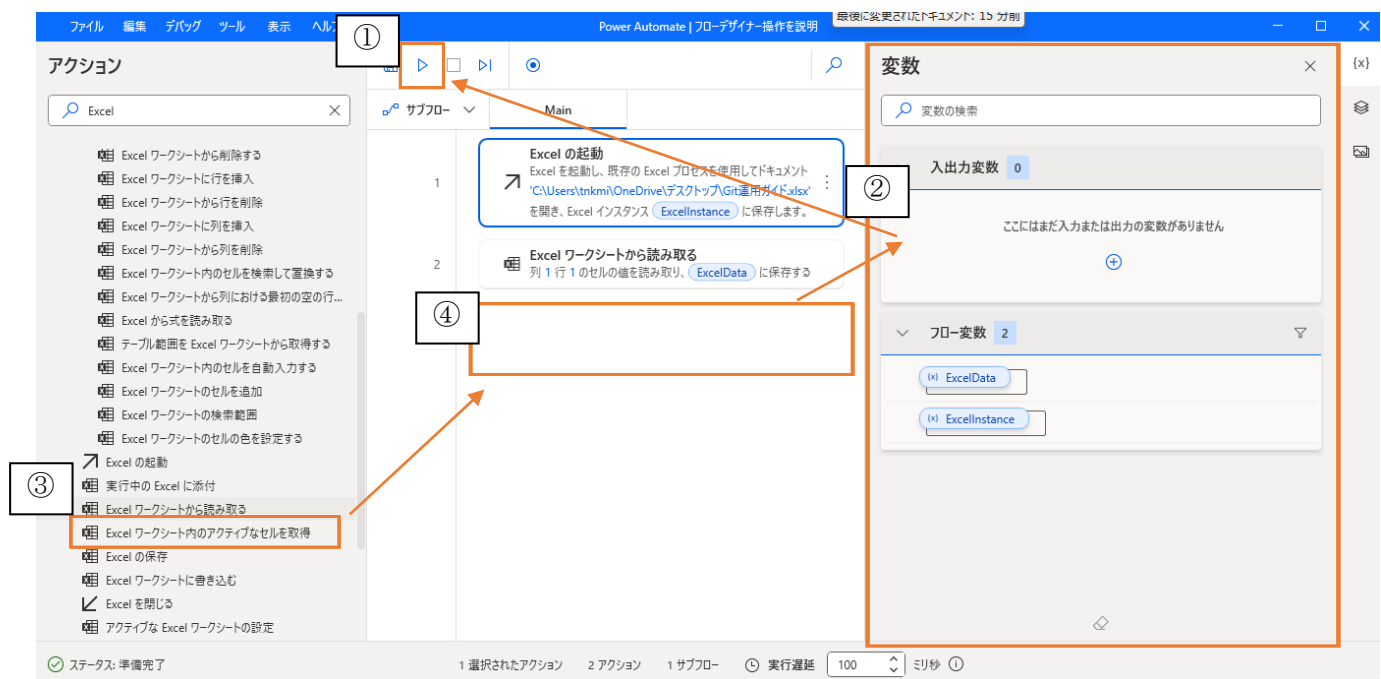 ファイル 編集 デバッグ ツール 表示
Power Automate | フローデザイナー操作を説明
最後に変更されたドキュメント: 15 分前
①
アクション
Excel
Excel ワークシートから削除する
Excel ワークシートに行を挿入
Excel ワークシートから行を削除
Excel ワークシートに列を挿入
Excel ワークシートから列を削除
Excel ワークシート内のセルを検索して置換する
Excel ワークシートから列における最初の空の行...
Excel から式を読み取る
テーブル範囲を Excel ワークシートから取得する
Excel ワークシート内のセルを自動入力する
Excel ワークシートのセルを追加
Excel ワークシートの検索範囲
Excel ワークシートのセルの色を設定する
Excel の起動
実行中の Excel に添付
③
Excel ワークシートから読み取る
Excel ワークシート内のアクティブなセルを取得
Excel の保存
Excel ワークシートに書き込む
Excel を閉じる
アクティブな Excel ワークシートの設定
サブフロー
Main
1
Excel の起動
Excel を起動し、既存の Excel プロセスを使用してドキュメント
'C:\Users\tnkmi\OneDrive\デスクトップ\Git運用ガイド.xlsx'
を開き、Excel インスタンス ExcelInstance に保存します。
2
Excel ワークシートから読み取る
列 1 行 1 のセルの値を読み取り、 ExcelData に保存する
④
②
変数
{x}
変数の検索
入出力変数 0
ここにはまだ入力または出力の変数がありません
フロー変数 2
(x) ExcelData
(x) ExcelInstance
ステータス: 準備完了
1 選択されたアクション
2 アクション
1 サブフロー
実行遅延
100
ミリ秒